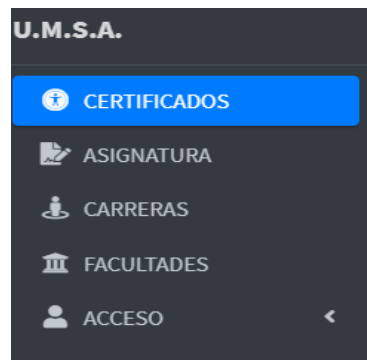 U.M.S.A.
CERTIFICADOS
ASIGNATURA
CARRERAS
FACULTADES
ACCESO